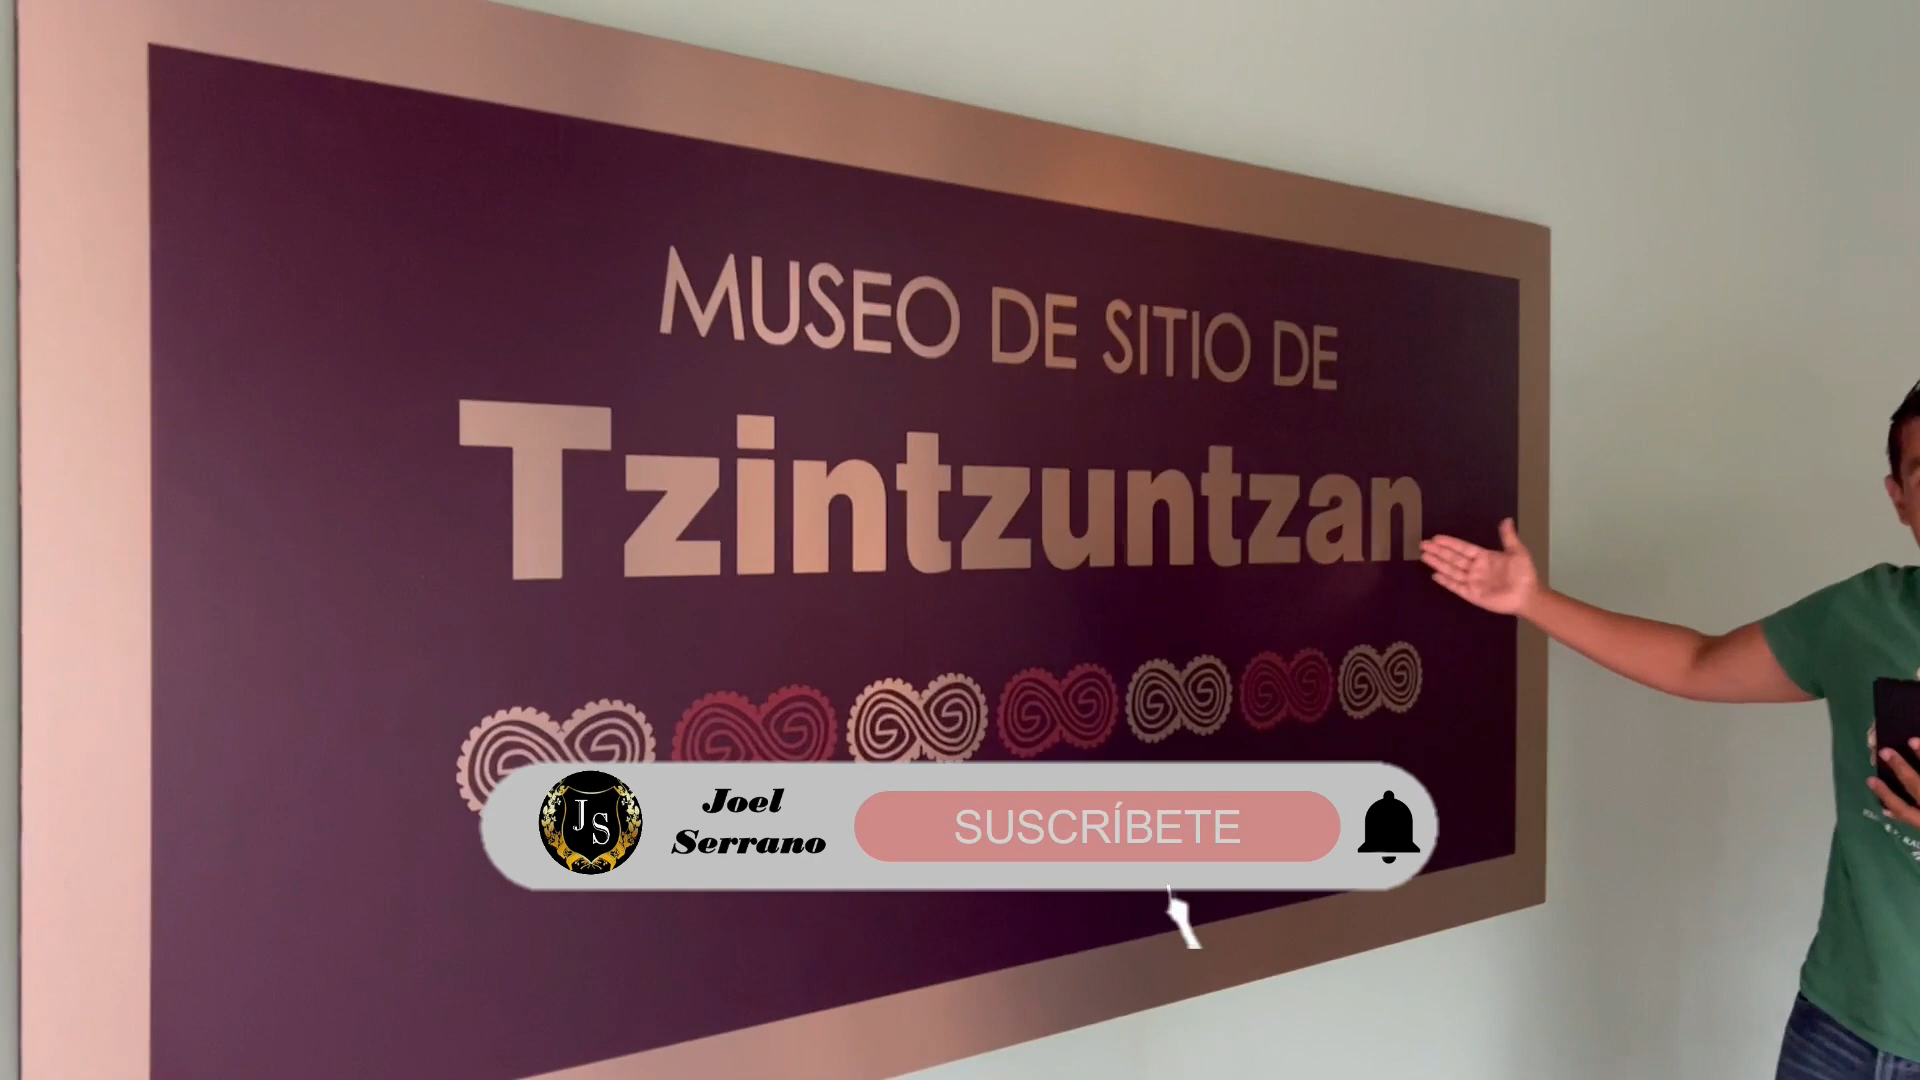 MUSEO DE SITIO DE
Tzintzuntzan
JS
Joel
Serrano
SUSCRÍBETE